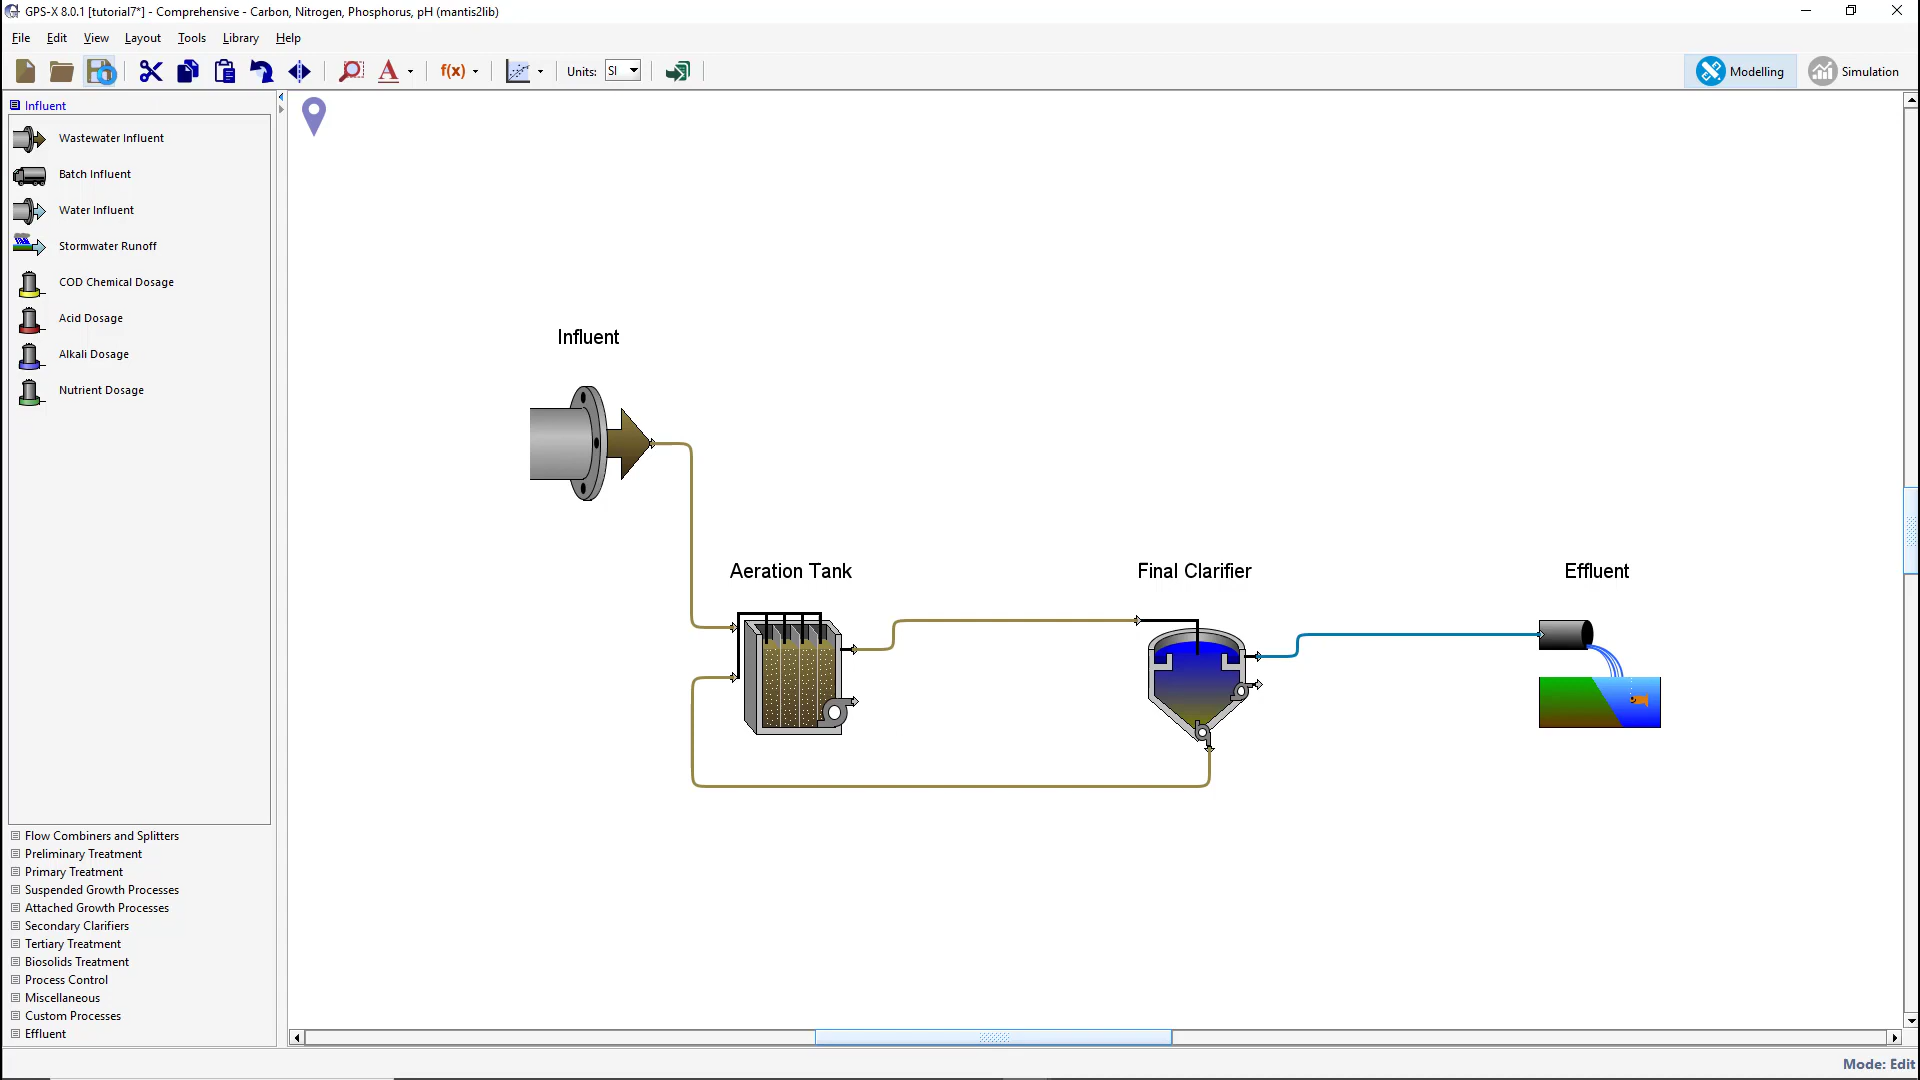 GPS-X 8.0.1 [tutorial7*] - Comprehensive - Carbon, Nitrogen, Phosphorus, pH (mantis2lib)
File Edit View Layout Tools Library Help
A f(x) Units: SI Modelling Simulation
Influent
Wastewater Influent
Batch Influent
Water Influent
Stormwater Runoff
COD Chemical Dosage
Acid Dosage
Alkali Dosage
Nutrient Dosage
Flow Combiners and Splitters
Preliminary Treatment
Primary Treatment
Suspended Growth Processes
Attached Growth Processes
Secondary Clarifiers
Tertiary Treatment
Biosolids Treatment
Process Control
Miscellaneous
Custom Processes
Effluent
Influent
Aeration Tank Final Clarifier Effluent
Mode: Edit